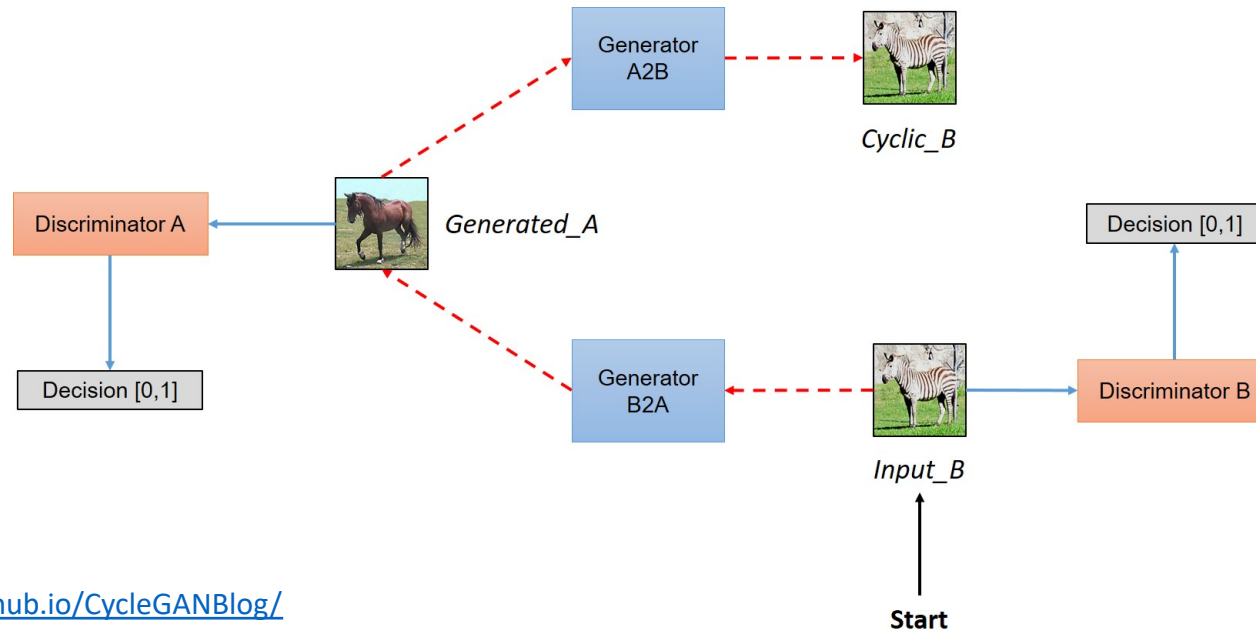 Generator
A2B
Cyclic_B
Discriminator A
Generated_A
Decision [0,1]
Decision [0,1]
Generator
B2A
Discriminator B
Input_B
hub.io/CycleGANBlog/
Start